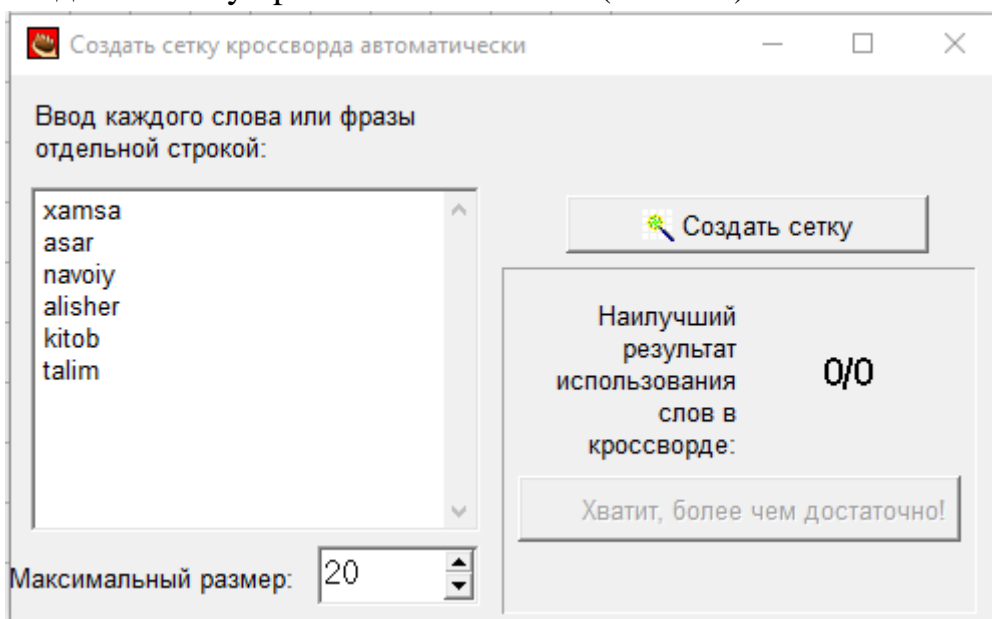 Создать сетку кроссворда автоматически
Ввод каждого слова или фразы
отдельной строкой:
xamsa
asar
navoiy
alisher
kitob
talim
Максимальный размер:
20
Создать сетку
Наилучший
результат
использования
слов в
кроссворде:
0/0
Хватит, более чем достаточно!